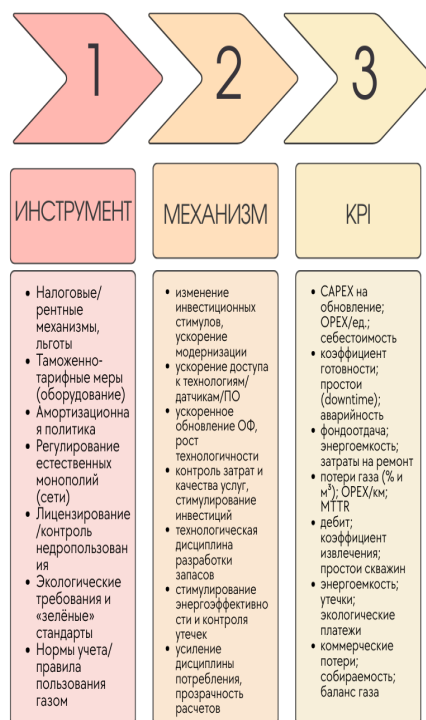 1
2
3
ИНСТРУМЕНТ
МЕХАНИЗМ
KPI
• Налоговые/
рентные
механизмы,
льготы
• Таможенно-
тарифные меры
(оборудование)
• Амортизационна
я политика
• Регулирование
естественных
монополий
(сети)
• Лицензирование
/контроль
недропользован
ия
• Экологические
требования и
«зелёные»
стандарты
• Нормы учета/
правила
пользования
газом
• изменение
инвестиционных
стимулов,
ускорение
модернизации
• ускорение доступа
к технологиям/
датчикам/ПО
• ускоренное
обновление ОФ,
рост
технологичности
• контроль затрат и
качества услуг,
стимулирование
инвестиций
• технологическая
дисциплина
разработки
запасов
• стимулирование
энергоэффективно
сти и контроля
утечек
• усиление
дисциплины
потребления,
прозрачность
расчетов
• CAPEX на
обновление;
OPEX/ед.;
себестоимость
• коэффициент
готовности;
простои
(downtime);
аварийность
• фондоотдача;
энергоемкость;
затраты на ремонт
• потери газа (% и
м³); OPEX/км;
MTTR
• дебит;
коэффициент
извлечения;
простои скважин
• энергоемкость;
утечки;
экологические
платежи
• коммерческие
потери;
собираемость;
баланс газа